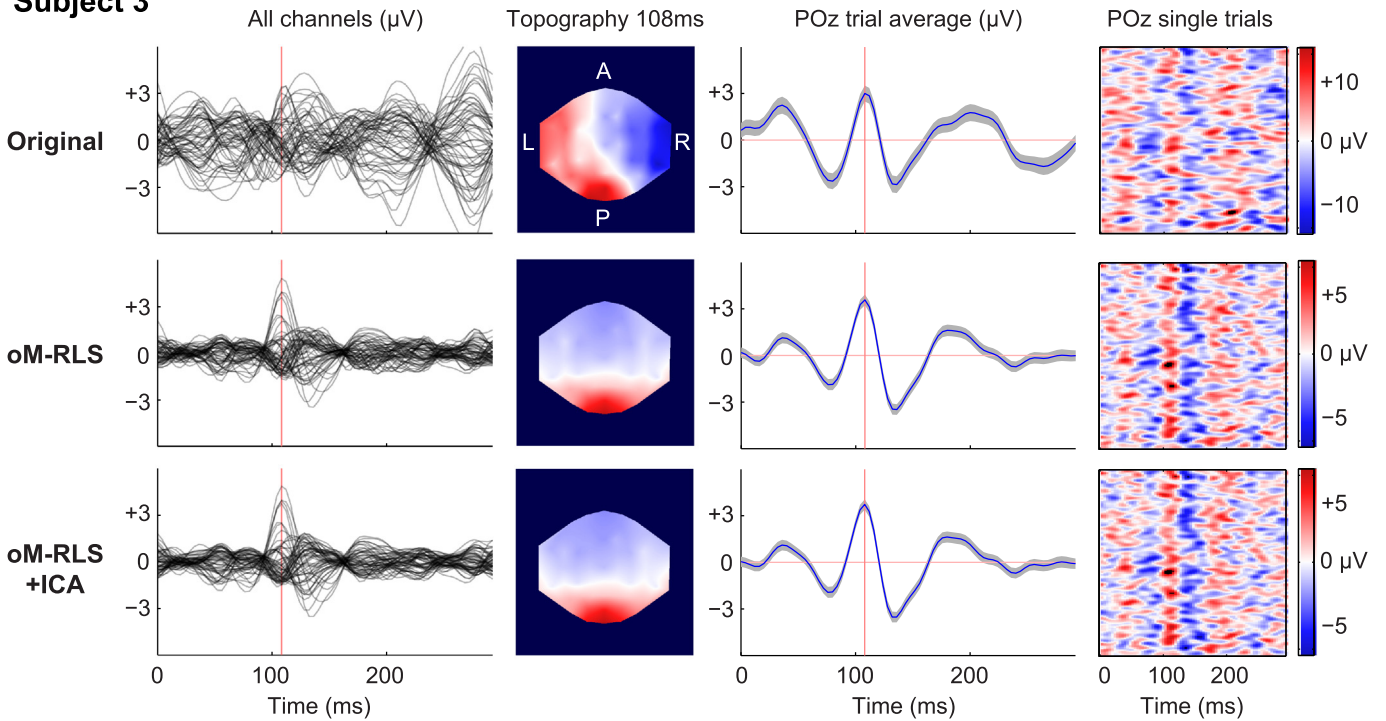 Subject 3
All channels (µV)
Topography 108ms
POz trial average (µV)
POz single trials
Original
+3
0
−3
A
L
R
P
+3
0
−3
+10
0 µV
−10
oM-RLS
+3
0
−3
+3
0
−3
+5
0 µV
−5
oM-RLS
+ICA
+3
0
−3
+3
0
−3
+5
0 µV
−5
0 100 200
0 100 200
0 100 200
Time (ms)
Time (ms)
Time (ms)